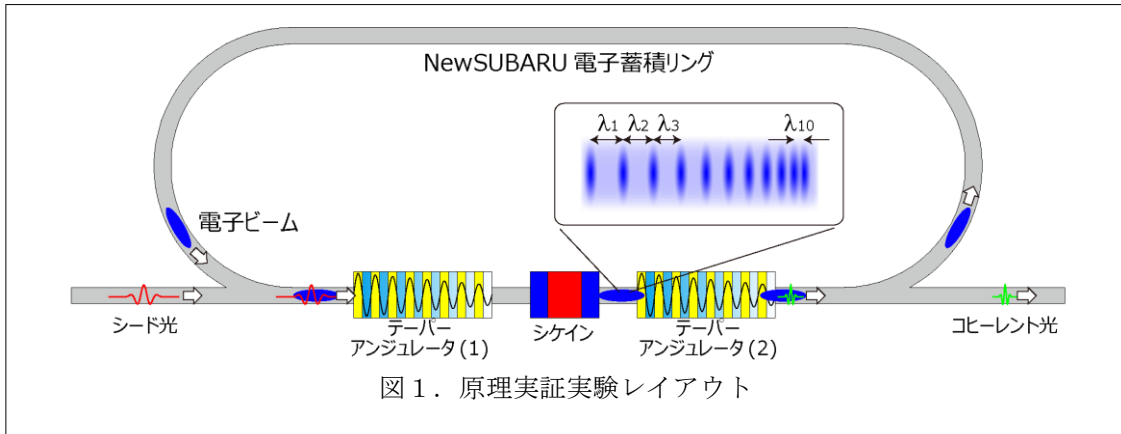 NewSUBARU 電子蓄積リング
λ1 λ2 λ3 λ10
電子ビーム
シード光
テーパー
アンジュレータ(1)
シケイン
テーパー
アンジュレータ(2)
コヒーレント光
図1. 原理実証実験レイアウト